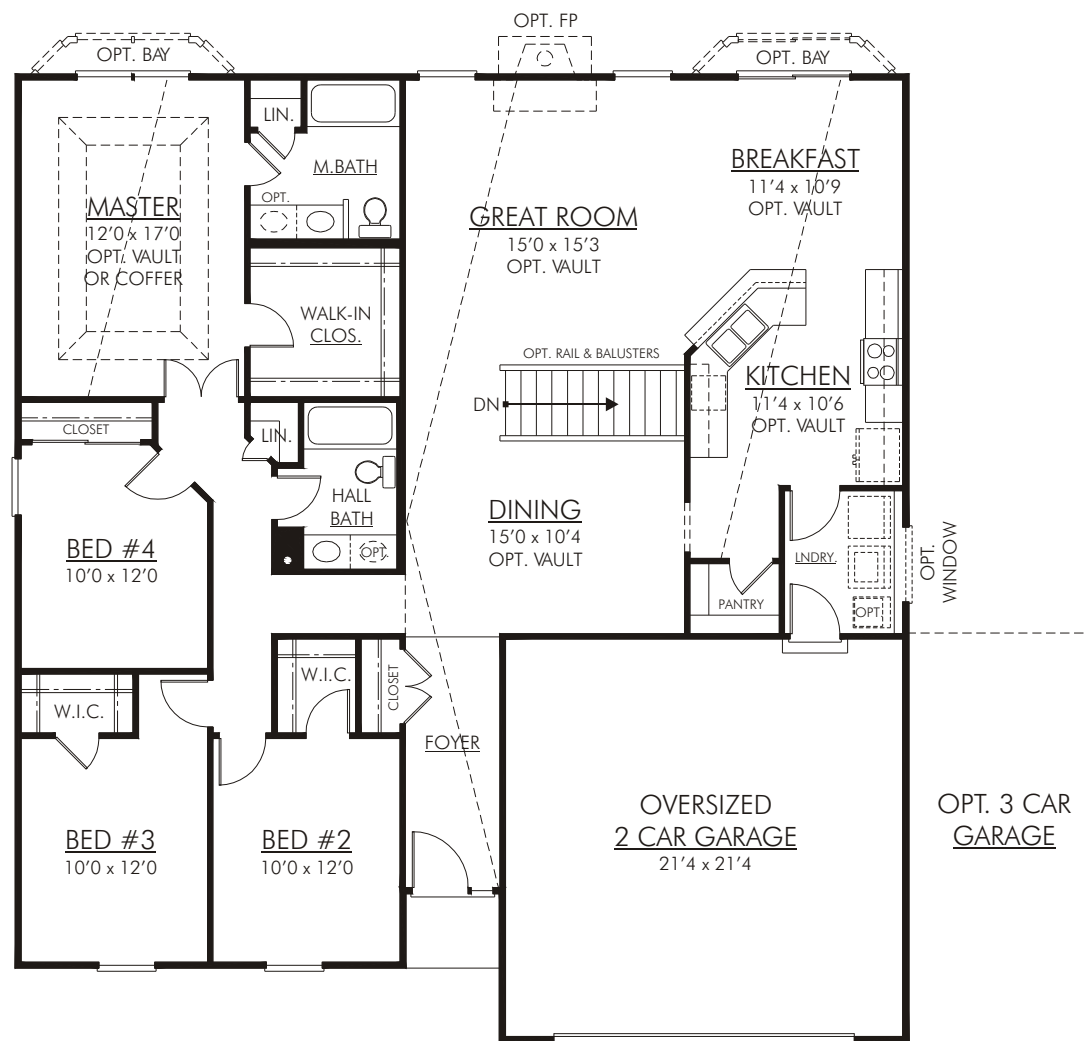 OPT. FP
OPT. BAY
OPT. BAY
LIN.
M.BATH
OPT.
MASTER
12'0 x 17'0
OPT. VAULT
OR COFFER
BREAKFAST
11'4 x 10'9
OPT. VAULT
GREAT ROOM
15'0 x 15'3
OPT. VAULT
WALK-IN
CLOS.
OPT. RAIL & BALUSTERS
DN
KITCHEN
11'4 x 10'6
OPT. VAULT
CLOSET
LIN.
HALL
BATH
OPT.
DINING
15'0 x 10'4
OPT. VAULT
BED #4
10'0 x 12'0
LNDRY.
OPT.
WINDOW
PANTRY
OPT.
W.I.C.
CLOSET
W.I.C.
FOYER
BED #3
10'0 x 12'0
BED #2
10'0 x 12'0
OVERSIZED
2 CAR GARAGE
21'4 x 21'4
OPT. 3 CAR
GARAGE